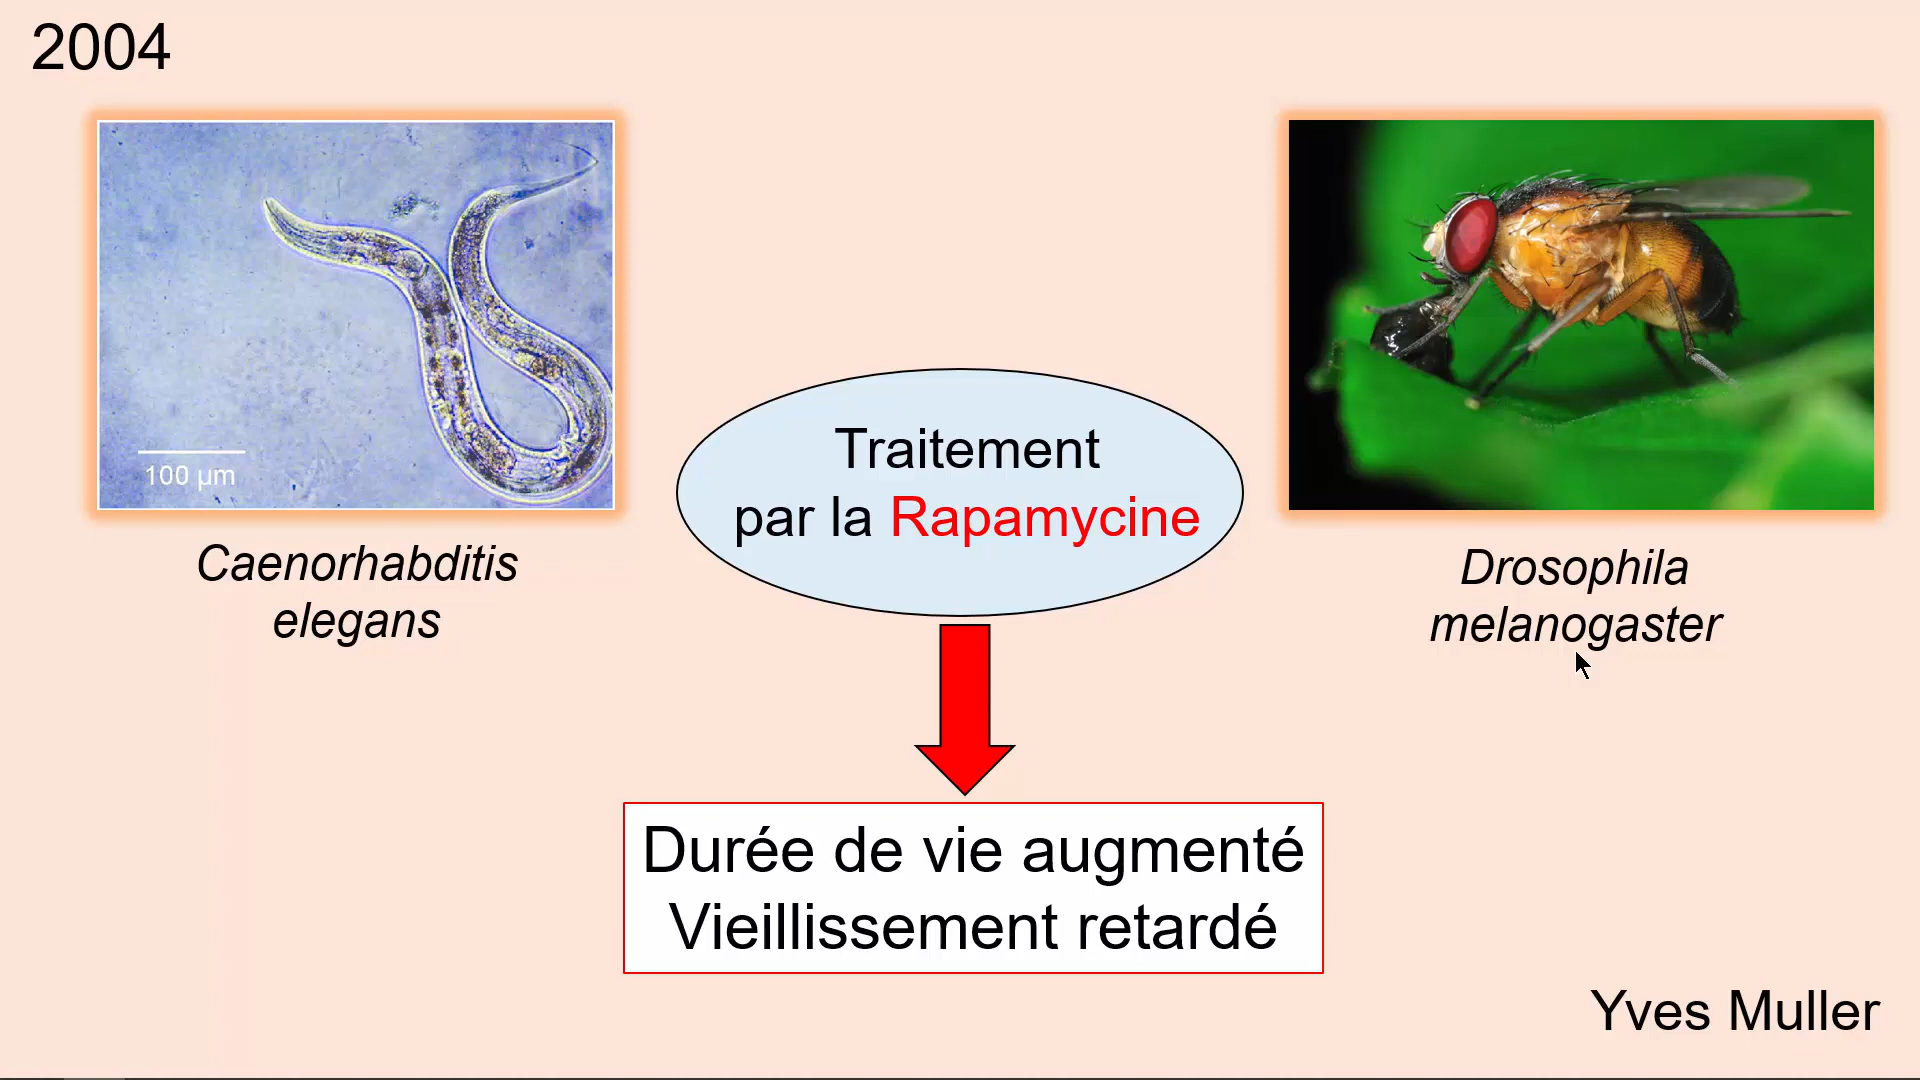 2004
100 µm
Caenorhabditis
elegans
Traitement
par la Rapamycine
Drosophila
melanogaster
Durée de vie augmenté
Vieillissement retardé
Yves Muller